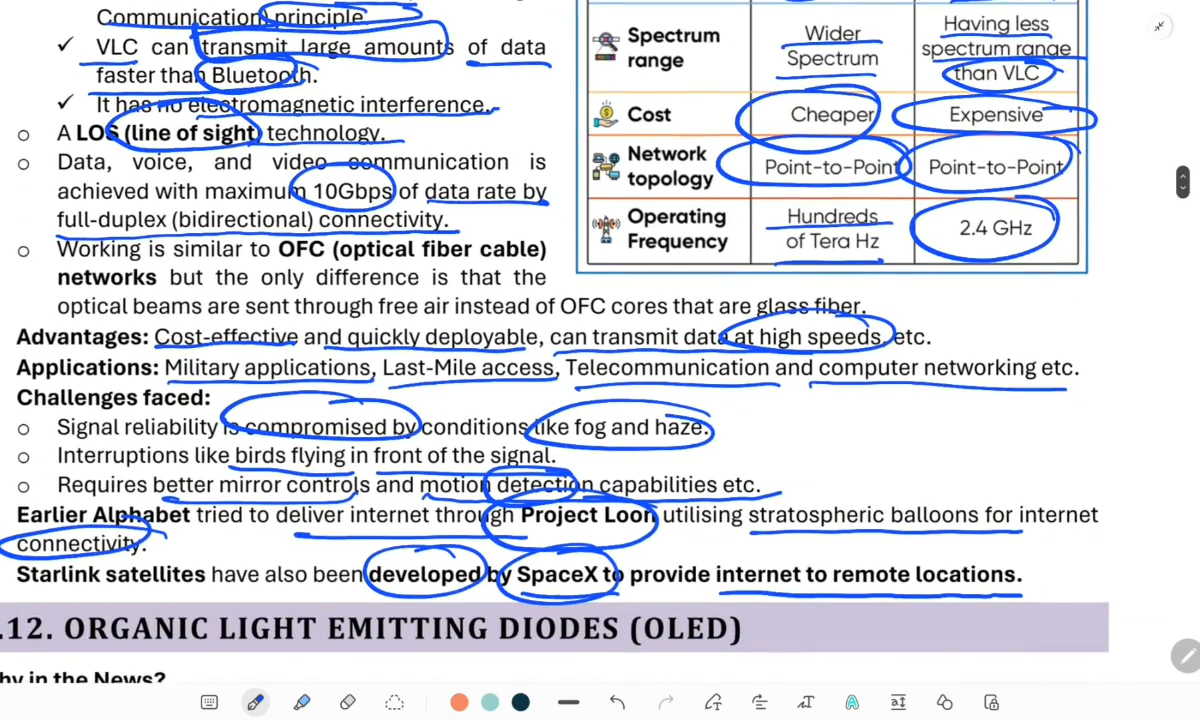 Communication principle.
✓ VLC can transmit large amounts of data
faster than Bluetooth.
✓ It has no electromagnetic interference.
o A LOS (line of sight) technology.
o Data, voice, and video communication is
achieved with maximum 10Gbps of data rate by
full-duplex (bidirectional) connectivity.
o Working is similar to OFC (optical fiber cable)
networks but the only difference is that the
optical beams are sent through free air instead of OFC cores that are glass fiber.
Spectrum range Wider Spectrum Having less spectrum range than VLC
Cost Cheaper Expensive
Network topology Point-to-Point Point-to-Point
Operating Frequency Hundreds of Tera Hz 2.4 GHz
Advantages: Cost-effective and quickly deployable, can transmit data at high speeds, etc.
Applications: Military applications, Last-Mile access, Telecommunication and computer networking etc.
Challenges faced:
o Signal reliability is compromised by conditions like fog and haze.
o Interruptions like birds flying in front of the signal.
o Requires better mirror controls and motion detection capabilities etc.
Earlier Alphabet tried to deliver internet through Project Loon utilising stratospheric balloons for internet
connectivity.
Starlink satellites have also been developed by SpaceX to provide internet to remote locations.
.12. ORGANIC LIGHT EMITTING DIODES (OLED)
hy in the News?